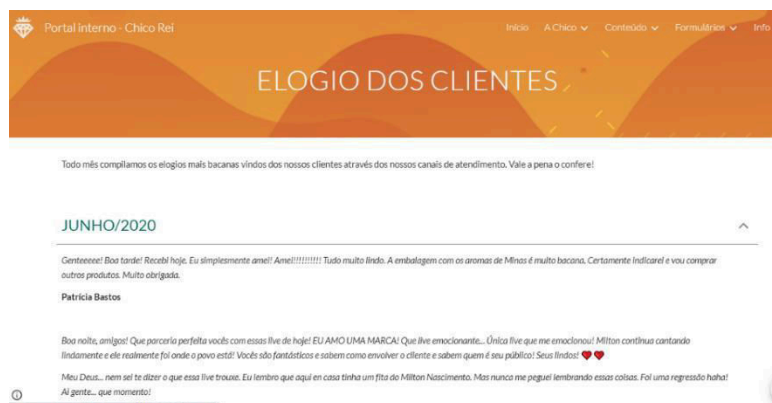 Portal interno - Chico Rei
Início A Chico Conteúdo Formulários Info
ELOGIO DOS CLIENTES
Todo mês compilamos os elogios mais bacanas vindos dos nossos clientes através dos nossos canais de atendimento. Vale a pena o confere!
JUNHO/2020
Genteeeee! Boa tarde! Recebi hoje. Eu simplesmente amei! Amei!!!!!!!!!! Tudo muito lindo. A embalagem com os aromas de Minas é muito bacana. Certamente indicarei e vou comprar
outros produtos. Muito obrigada.
Patrícia Bastos
Boa noite, amigos! Que parceria perfeita vocês com essas live de hoje! EU AMO UMA MARCA! Que live emocionante... Única live que me emocionou! Milton continua cantando
lindamente e ele realmente foi onde o povo está! Vocês são fantásticos e sabem como envolver o cliente e sabem quem é seu público! Seus lindos! ❤️ ❤️
Meu Deus... nem sei te dizer o que essa live trouxe. Eu lembro que aqui en casa tinha um fita do Milton Nascimento. Mas nunca me peguei lembrando essas coisas. Foi uma regressão haha!
Ai gente... que momento!